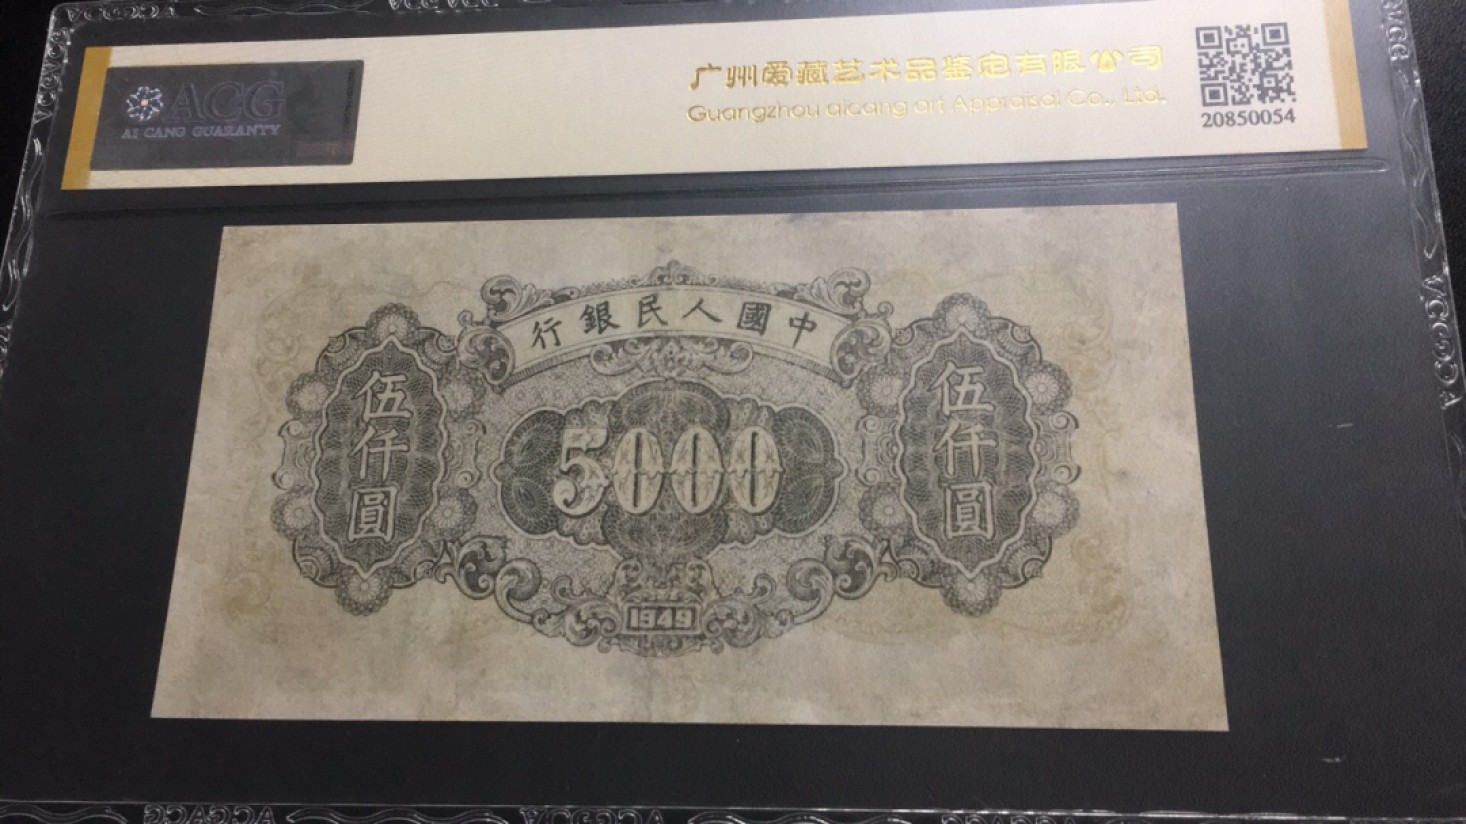 ACG
AI CANG GUARANTY
广州爱藏艺术品鉴定有限公司
Guangzhou aicang art Appraisal Co., Ltd.
20850054
行銀民人國中
伍仟圓
5000
伍仟圓
1949